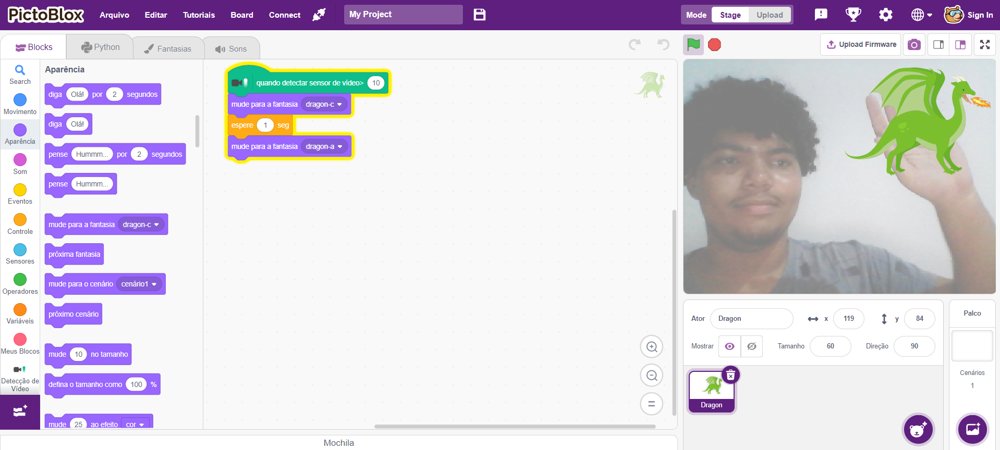 PictoBlox Arquivo Editar Tutoriais Board Connect My Project Mode Stage Upload Sign In
Blocks Python Fantasias Sons
Upload Firmware
Search
Movimento
Aparência
Som
Eventos
Controle
Sensores
Operadores
Variáveis
Meus Blocos
Detecção de
Vídeo
Aparência
diga Olá! por 2 segundos
diga Olá!
pense Hummm... por 2 segundos
pense Hummm...
mude para a fantasia dragon-c
próxima fantasia
mude para o cenário cenário1
próximo cenário
mude 10 no tamanho
defina o tamanho como 100 %
mude 25 ao efeito cor
quando detectar sensor de vídeo> 10
mude para a fantasia dragon-c
espere 1 seg
mude para a fantasia dragon-a
Ator Dragon x 119 y 84
Mostrar Tamanho 60 Direção 90
Dragon
Palco
Cenários
1
Mochila